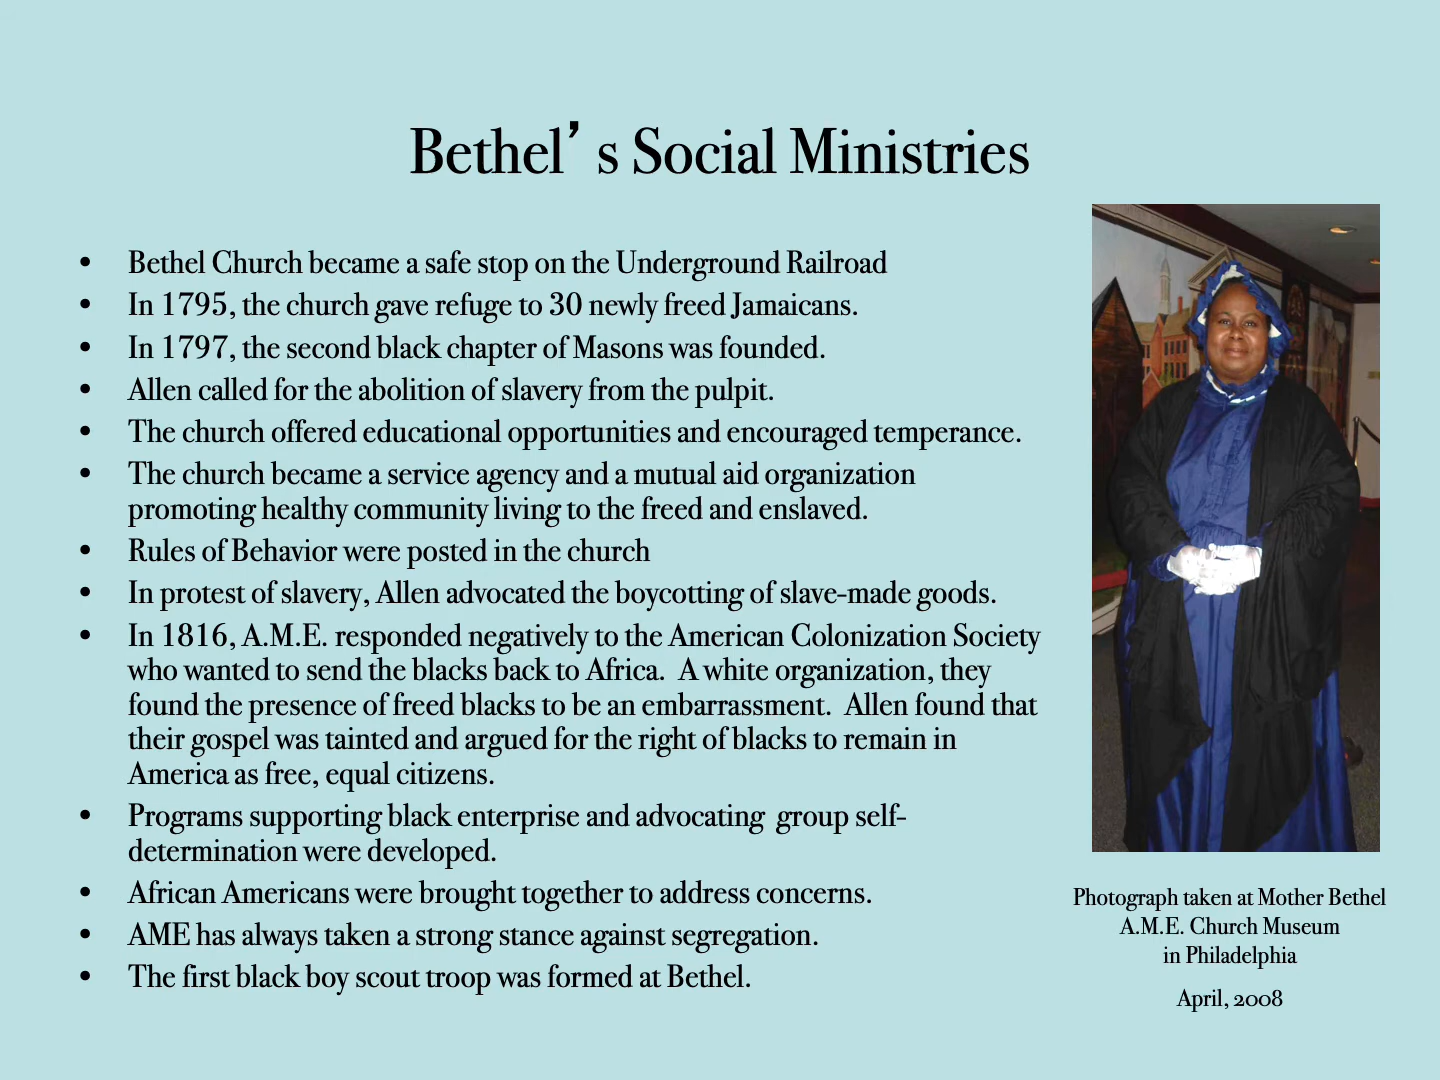 Bethel’ s Social Ministries
• Bethel Church became a safe stop on the Underground Railroad
• In 1795, the church gave refuge to 30 newly freed Jamaicans.
• In 1797, the second black chapter of Masons was founded.
• Allen called for the abolition of slavery from the pulpit.
• The church offered educational opportunities and encouraged temperance.
• The church became a service agency and a mutual aid organization
promoting healthy community living to the freed and enslaved.
• Rules of Behavior were posted in the church
• In protest of slavery, Allen advocated the boycotting of slave-made goods.
• In 1816, A.M.E. responded negatively to the American Colonization Society
who wanted to send the blacks back to Africa.  A white organization, they
found the presence of freed blacks to be an embarrassment.  Allen found that
their gospel was tainted and argued for the right of blacks to remain in
America as free, equal citizens.
• Programs supporting black enterprise and advocating  group self-
determination were developed.
• African Americans were brought together to address concerns.
• AME has always taken a strong stance against segregation.
• The first black boy scout troop was formed at Bethel.
Photograph taken at Mother Bethel
A.M.E. Church Museum
in Philadelphia
April, 2008